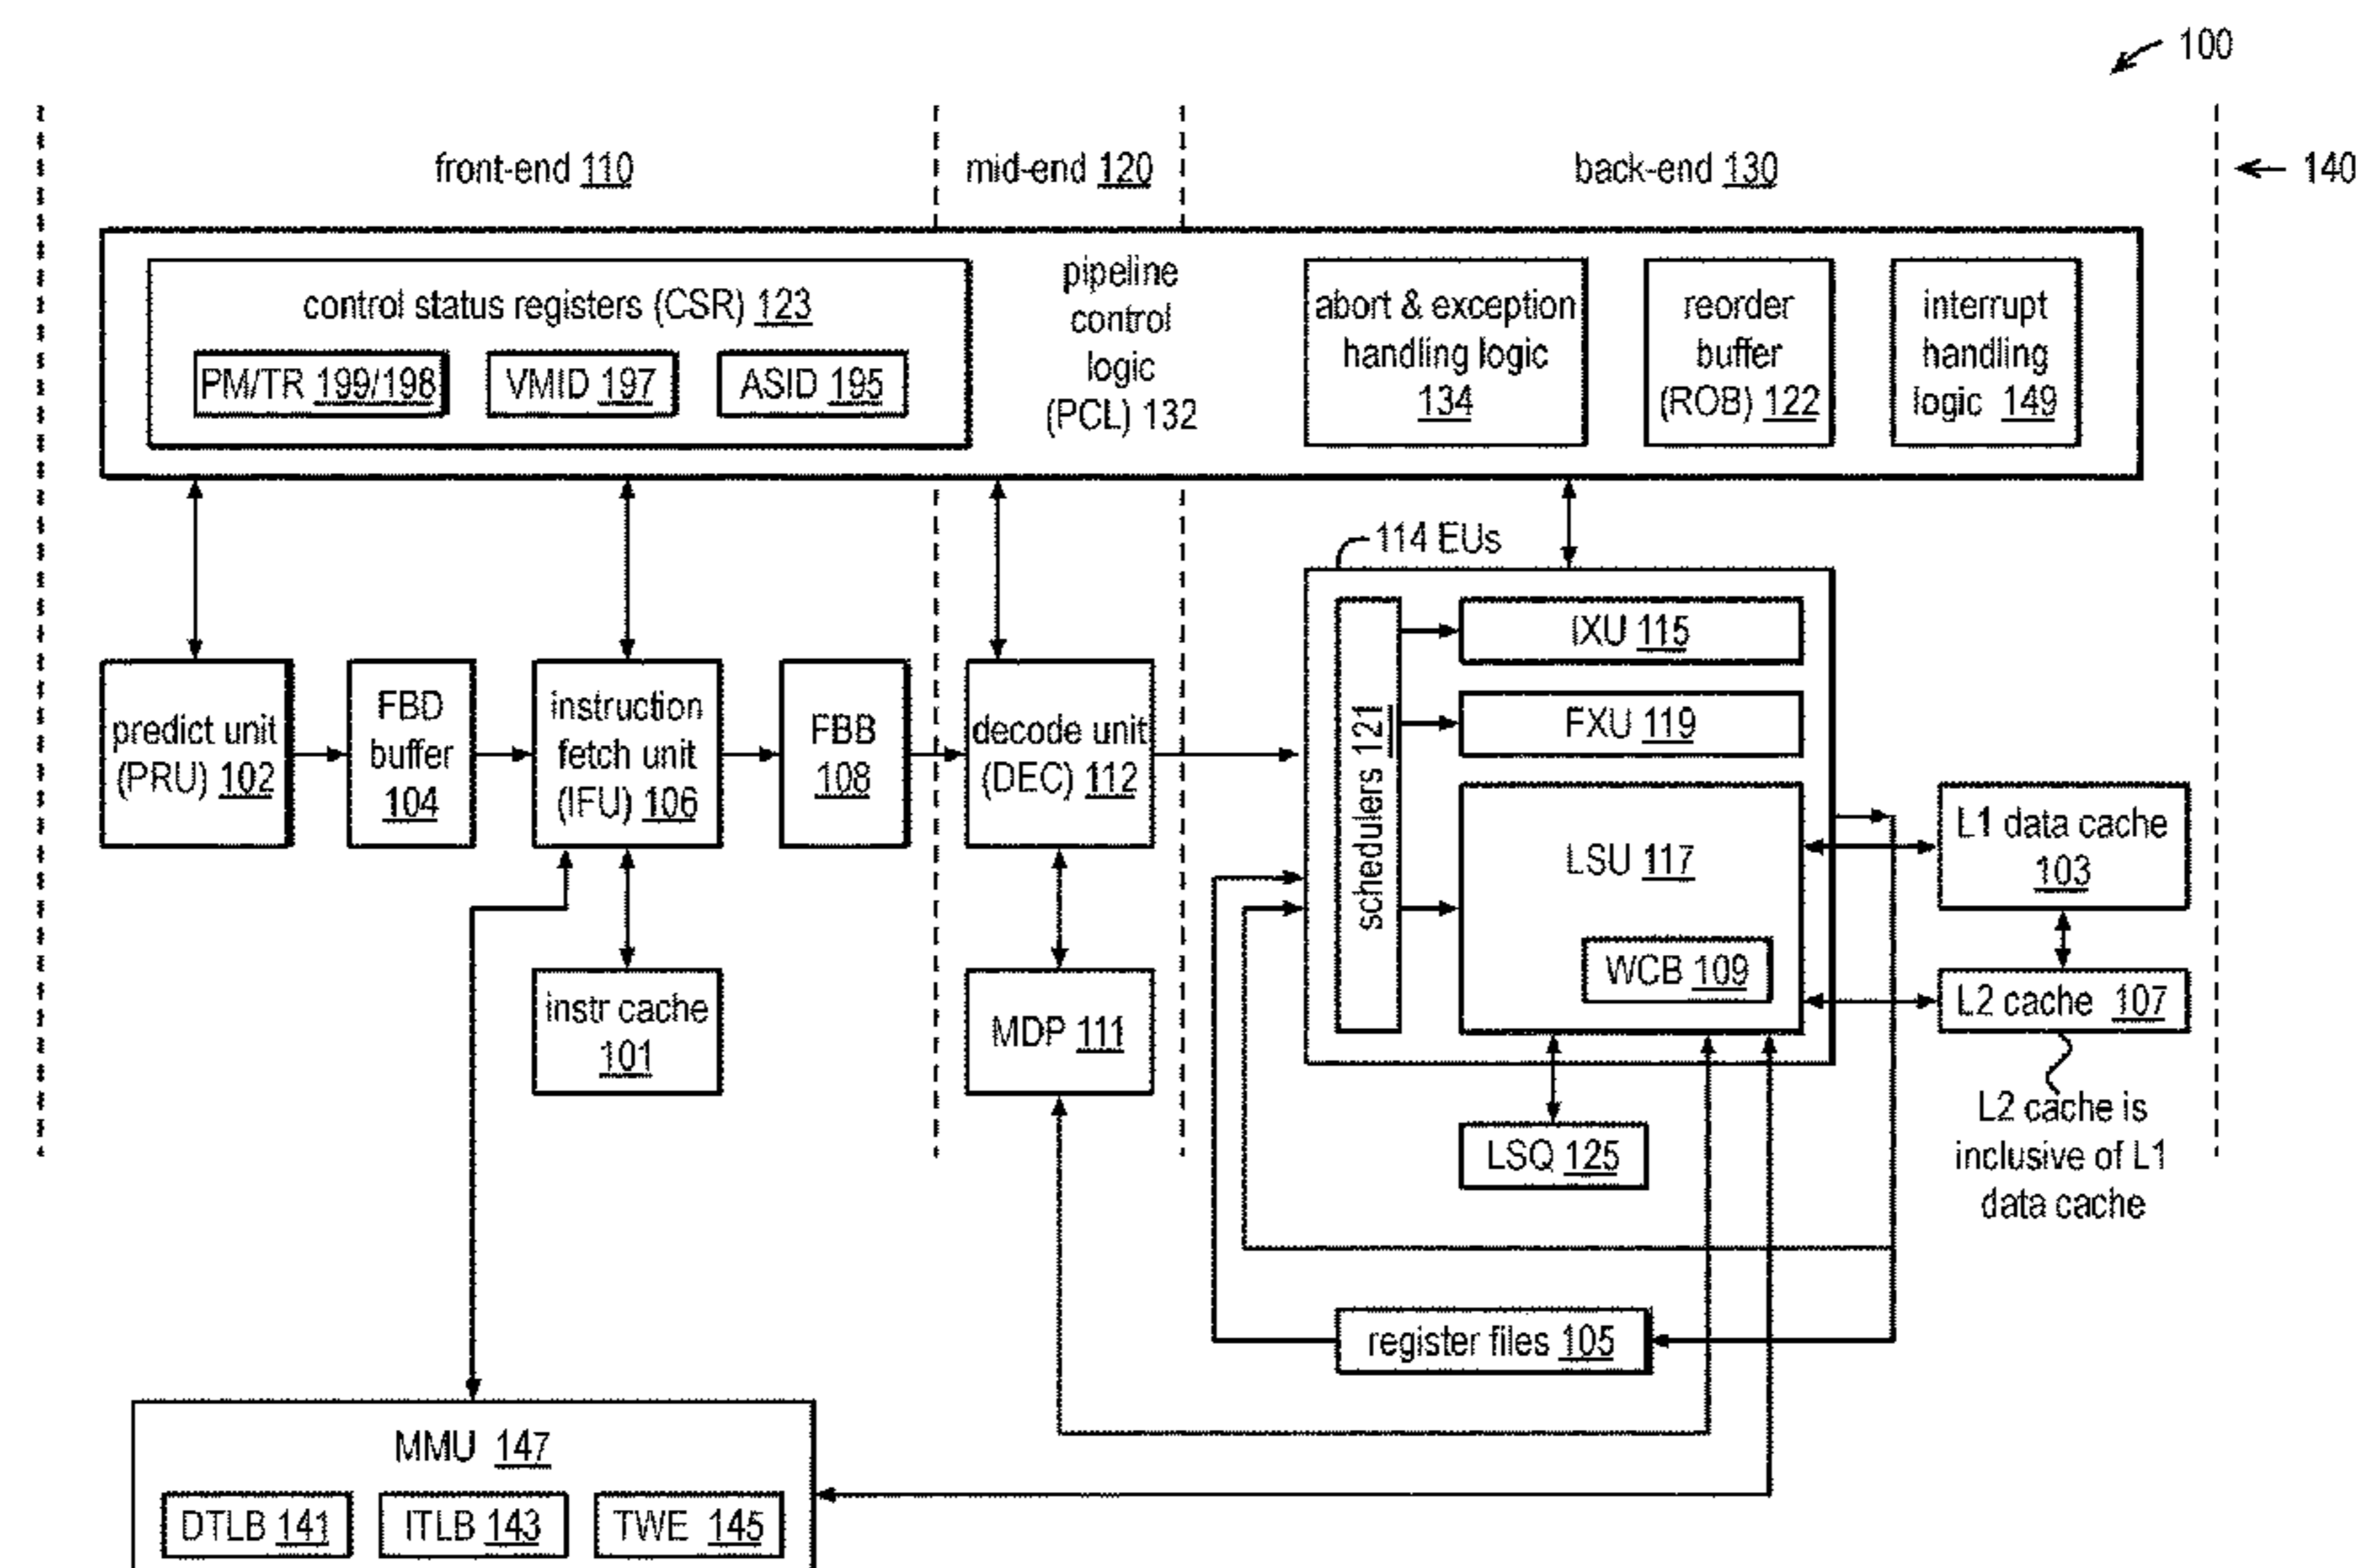 100
front-end 110
mid-end 120
back-end 130
140
control status registers (CSR) 123
PM/TR 199/198
VMID 197
ASID 195
pipeline
control
logic
(PCL) 132
abort & exception
handling logic
134
reorder
buffer
(ROB) 122
interrupt
handling
logic 149
114 EUs
predict unit
(PRU) 102
FBD
buffer
104
instruction
fetch unit
(IFU) 106
FBB
108
decode unit
(DEC) 112
schedulers 121
IXU 115
FXU 119
LSU 117
WCB 109
L1 data cache
103
L2 cache 107
L2 cache is
inclusive of L1
data cache
instr cache
101
MDP 111
LSQ 125
register files 105
MMU 147
DTLB 141
ITLB 143
TWE 145